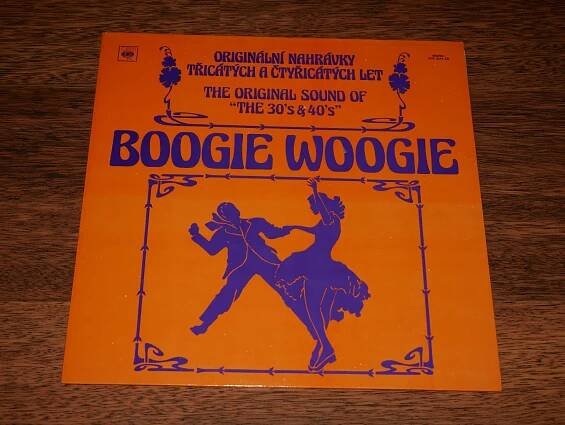 ORIGINÁLNÍ NAHRÁVKY
TŘICÁTÝCH A ČTYŘICÁTÝCH LET
THE ORIGINAL SOUND OF
“THE 30's & 40's”
BOOGIE WOOGIE